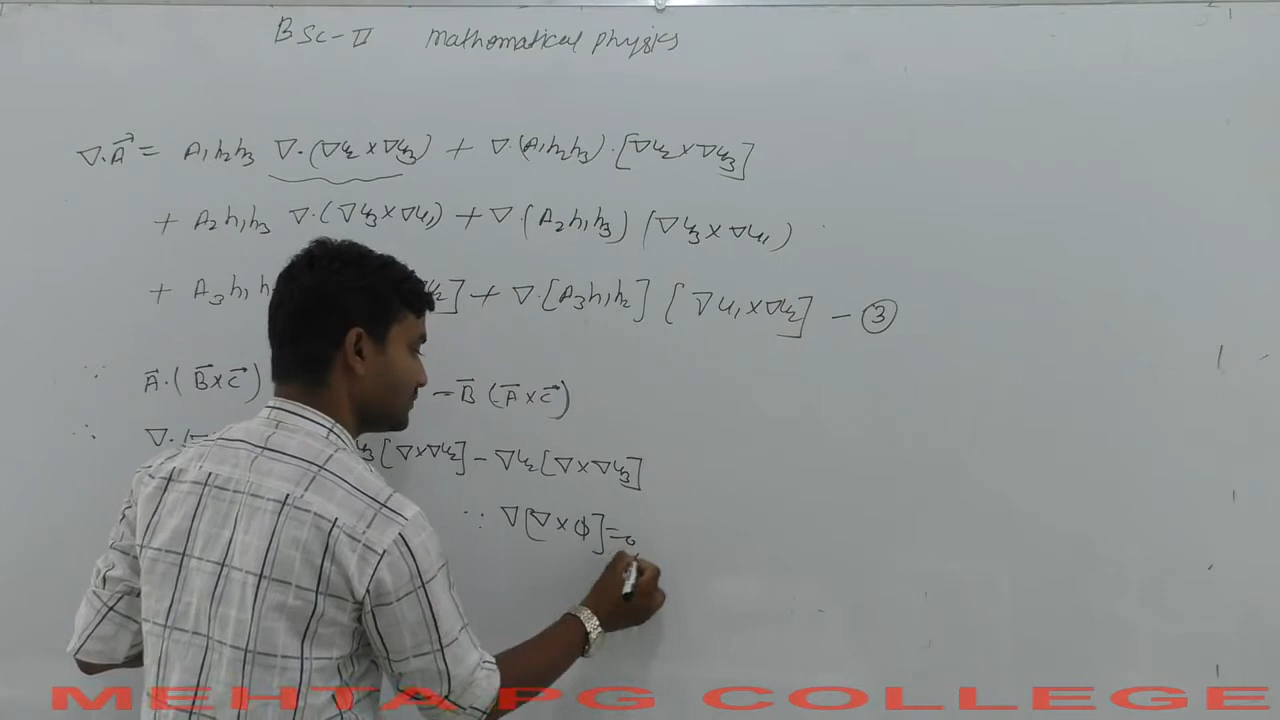 BSc-II Mathematical physics
∇.A⃗ = A₁h₂h₃ ∇.(∇u₂×∇u₃) + ∇.(A₁h₂h₃).[∇u₂×∇u₃]
+ A₂h₁h₃ ∇.(∇u₃×∇u₁) + ∇.(A₂h₁h₃) (∇u₃×∇u₁)
+ A₃h₁h ] + ∇.[A₃h₁h₂] [∇u₁×∇u₂] — ③
∵ A⃗.(B⃗×C⃗) — B̄ (Ā×C⃗)
∴ ∇. u₃[∇×∇u₂] – ∇u₂[∇×∇u₃]
∵ ∇[∇×ϕ]=0
MEHTA PG COLLEGE